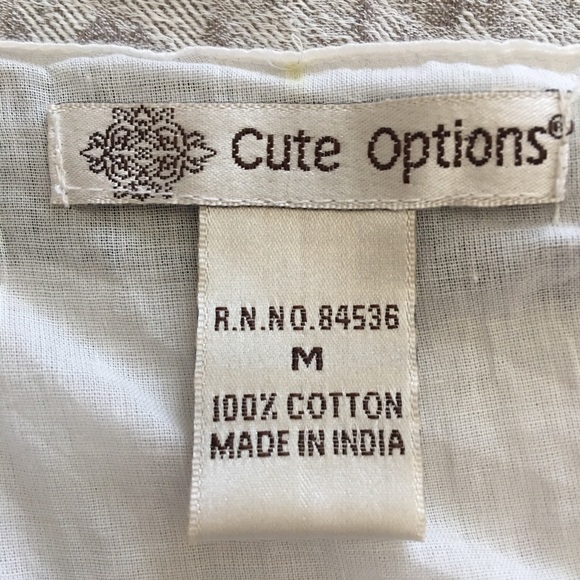 Cute Options®
R.N.NO.84536
M
100% COTTON
MADE IN INDIA